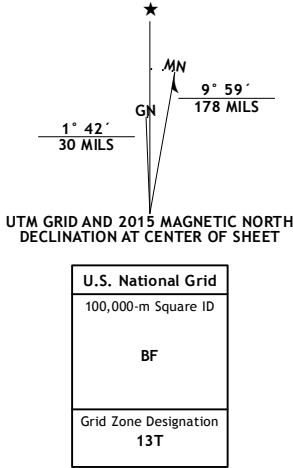 MN
9° 59´
178 MILS
GN
1° 42´
30 MILS
UTM GRID AND 2015 MAGNETIC NORTH
DECLINATION AT CENTER OF SHEET
U.S. National Grid
100,000-m Square ID
BF
Grid Zone Designation
13T